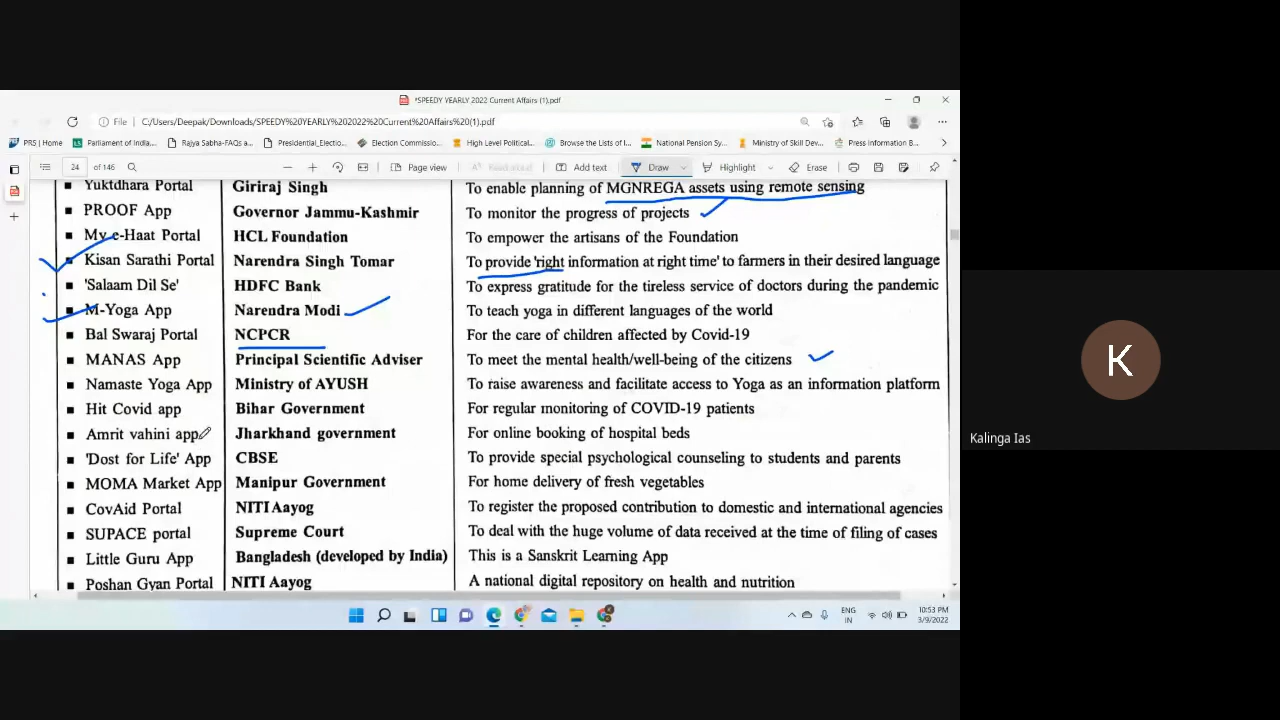 *SPEEDY YEARLY 2022 Current Affairs (1).pdf
File | C:/Users/Deepak/Downloads/SPEEDY%20YEARLY%202022%20Current%20Affairs%20(1).pdf
PRS | Home Parliament of India,... Rajya Sabha-FAQs a... Presidential_Electio... Election Commissio... High Level Political... Browse the Lists of I... National Pension Sy... Ministry of Skill Dev... Press Information B...
24 of 146 Page view Add text Draw Highlight Erase
Yuktdhara Portal Giriraj Singh To enable planning of MGNREGA assets using remote sensing
■ PROOF App Governor Jammu-Kashmir To monitor the progress of projects
■ My e-Haat Portal HCL Foundation To empower the artisans of the Foundation
■ Kisan Sarathi Portal Narendra Singh Tomar To provide 'right information at right time' to farmers in their desired language
■ 'Salaam Dil Se' HDFC Bank To express gratitude for the tireless service of doctors during the pandemic
■ M-Yoga App Narendra Modi To teach yoga in different languages of the world
■ Bal Swaraj Portal NCPCR For the care of children affected by Covid-19
■ MANAS App Principal Scientific Adviser To meet the mental health/well-being of the citizens
■ Namaste Yoga App Ministry of AYUSH To raise awareness and facilitate access to Yoga as an information platform
■ Hit Covid app Bihar Government For regular monitoring of COVID-19 patients
■ Amrit vahini app Jharkhand government For online booking of hospital beds
■ 'Dost for Life' App CBSE To provide special psychological counseling to students and parents
■ MOMA Market App Manipur Government For home delivery of fresh vegetables
■ CovAid Portal NITI Aayog To register the proposed contribution to domestic and international agencies
■ SUPACE portal Supreme Court To deal with the huge volume of data received at the time of filing of cases
■ Little Guru App Bangladesh (developed by India) This is a Sanskrit Learning App
■ Poshan Gyan Portal NITI Aayog A national digital repository on health and nutrition
K
Kalinga Ias
ENG
IN
10:53 PM
3/9/2022